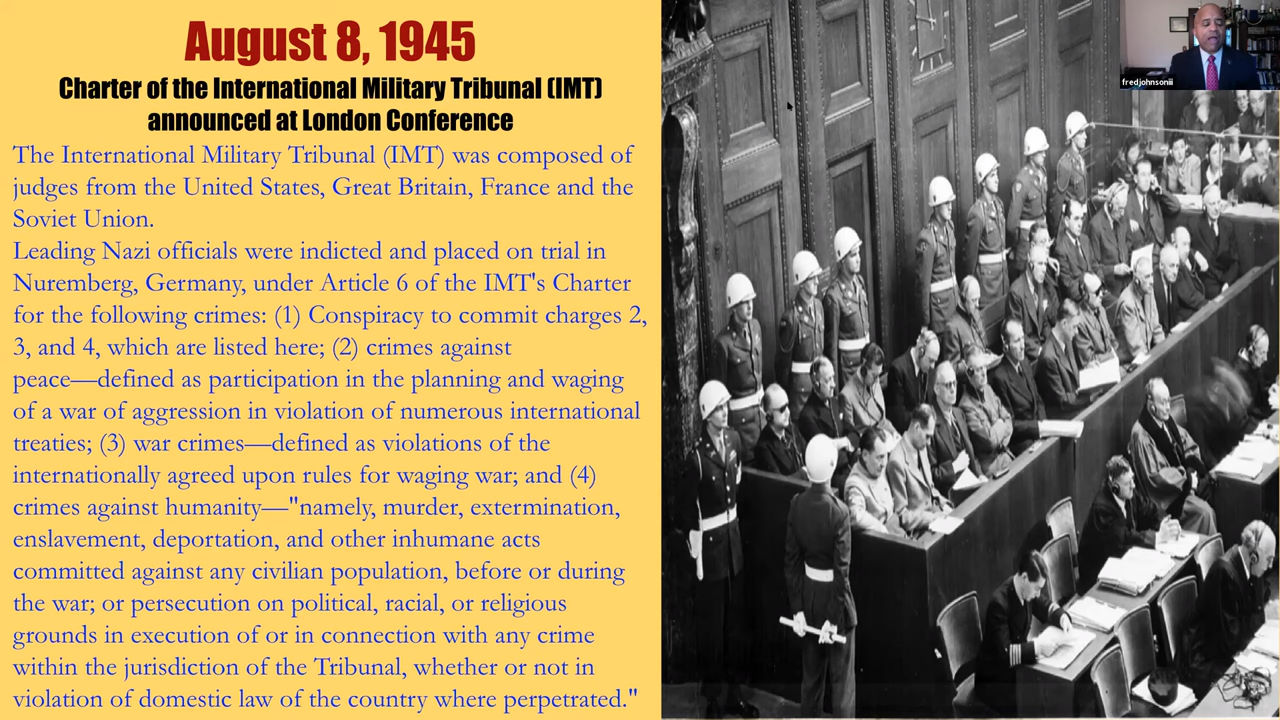 August 8, 1945
Charter of the International Military Tribunal (IMT)
announced at London Conference
The International Military Tribunal (IMT) was composed of
judges from the United States, Great Britain, France and the
Soviet Union.
Leading Nazi officials were indicted and placed on trial in
Nuremberg, Germany, under Article 6 of the IMT's Charter
for the following crimes: (1) Conspiracy to commit charges 2,
3, and 4, which are listed here; (2) crimes against
peace—defined as participation in the planning and waging
of a war of aggression in violation of numerous international
treaties; (3) war crimes—defined as violations of the
internationally agreed upon rules for waging war; and (4)
crimes against humanity—"namely, murder, extermination,
enslavement, deportation, and other inhumane acts
committed against any civilian population, before or during
the war; or persecution on political, racial, or religious
grounds in execution of or in connection with any crime
within the jurisdiction of the Tribunal, whether or not in
violation of domestic law of the country where perpetrated."
fredjohnsoniii